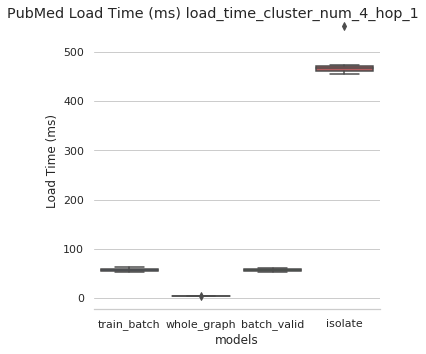 PubMed Load Time (ms) load_time_cluster_num_4_hop_1
500
400
300
200
100
0
Load Time (ms)
train_batch whole_graph batch_valid isolate
models